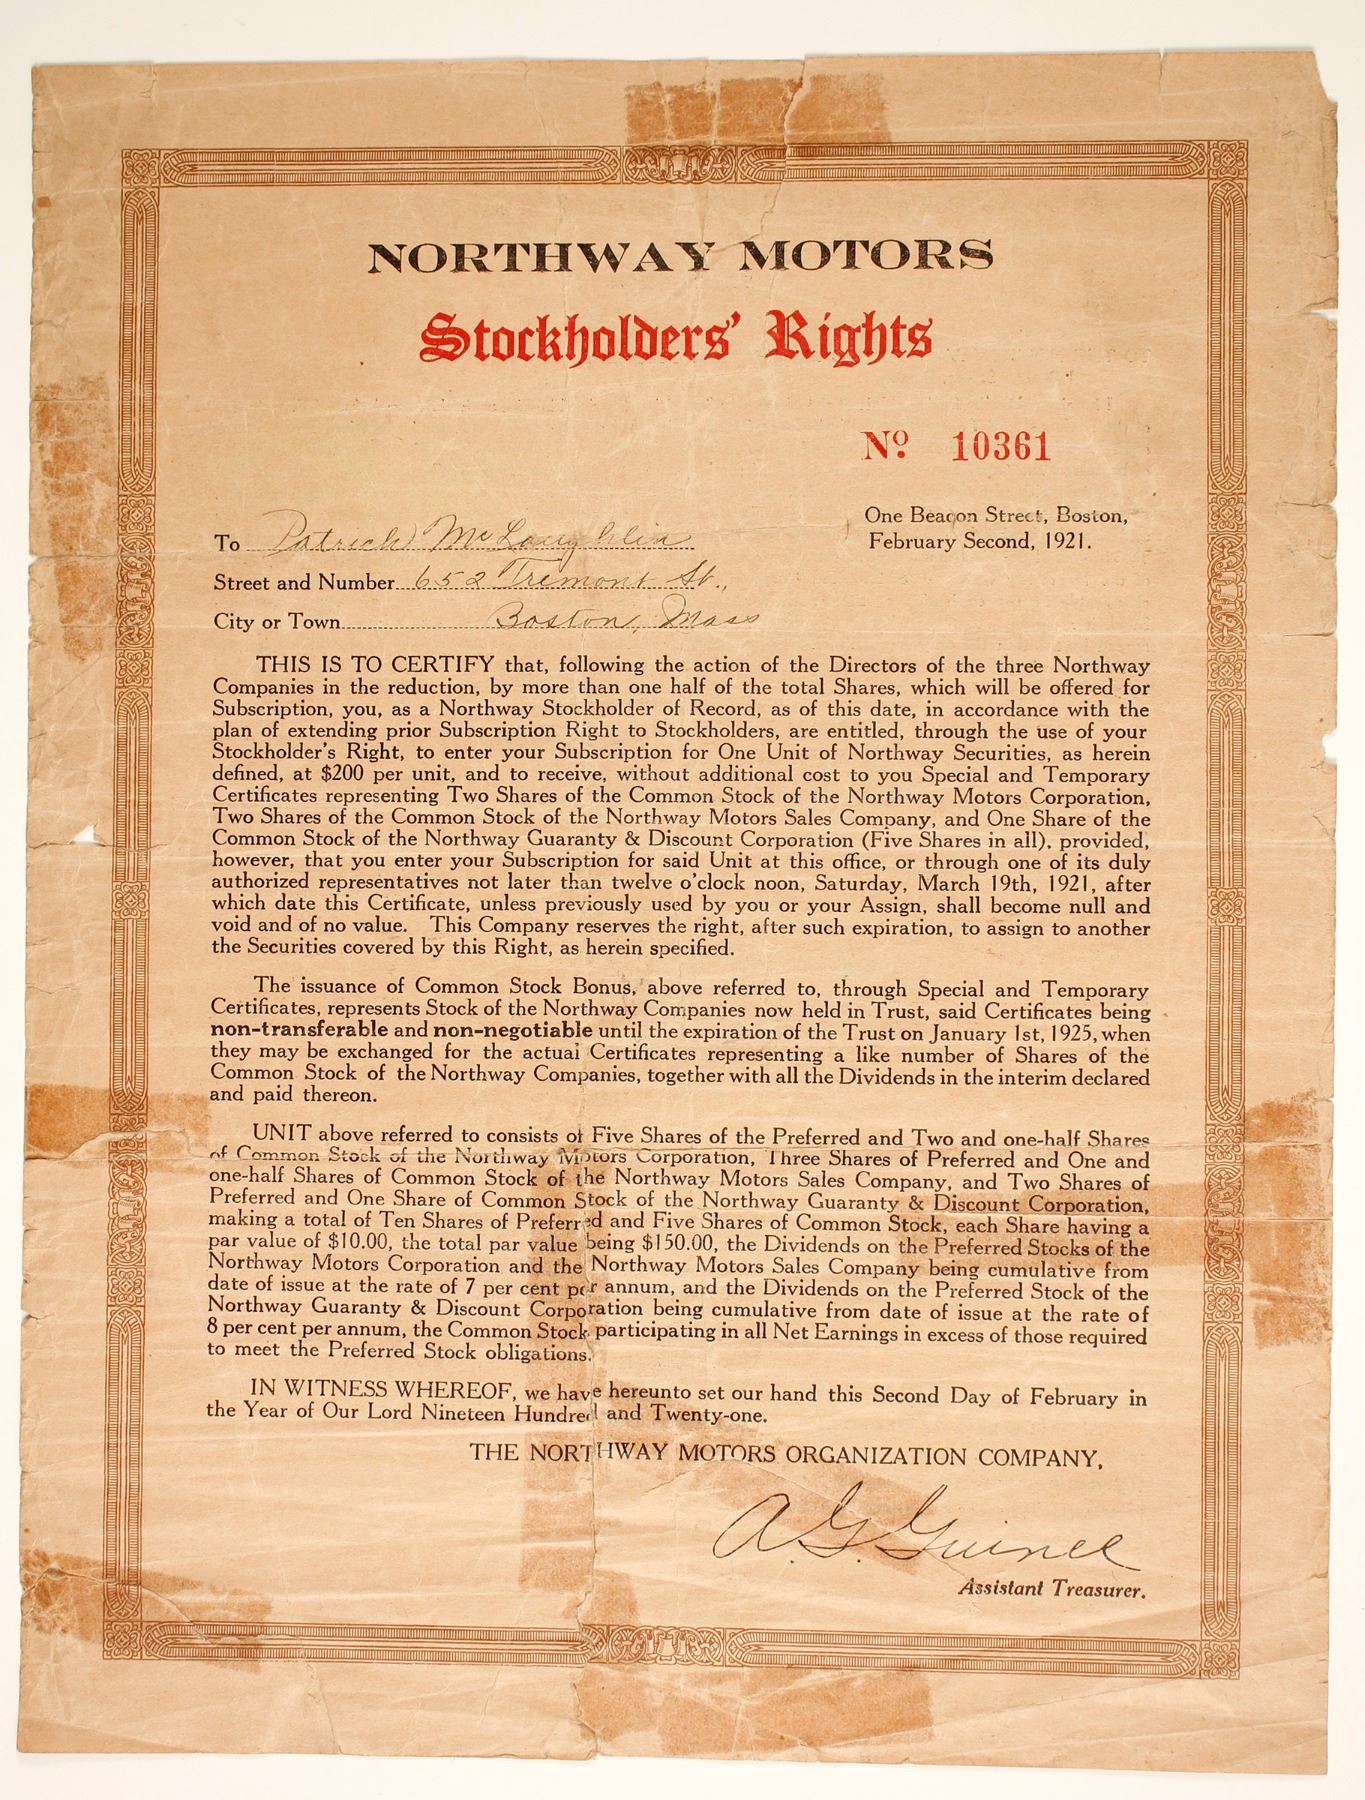 NORTHWAY MOTORS
Stockholders' Rights
No. 10361
One Beacon Street, Boston,
February Second, 1921.
To Patrick McLaughlin
Street and Number 652 Tremont St.,
City or Town Boston, Mass
THIS IS TO CERTIFY that, following the action of the Directors of the three Northway
Companies in the reduction, by more than one half of the total Shares, which will be offered for
Subscription, you, as a Northway Stockholder of Record, as of this date, in accordance with the
plan of extending prior Subscription Right to Stockholders, are entitled, through the use of your
Stockholder's Right, to enter your Subscription for One Unit of Northway Securities, as herein
defined, at $200 per unit, and to receive, without additional cost to you Special and Temporary
Certificates representing Two Shares of the Common Stock of the Northway Motors Corporation,
Two Shares of the Common Stock of the Northway Motors Sales Company, and One Share of the
Common Stock of the Northway Guaranty & Discount Corporation (Five Shares in all), provided,
however, that you enter your Subscription for said Unit at this office, or through one of its duly
authorized representatives not later than twelve o'clock noon, Saturday, March 19th, 1921, after
which date this Certificate, unless previously used by you or your Assign, shall become null and
void and of no value. This Company reserves the right, after such expiration, to assign to another
the Securities covered by this Right, as herein specified.
The issuance of Common Stock Bonus, above referred to, through Special and Temporary
Certificates, represents Stock of the Northway Companies now held in Trust, said Certificates being
non-transferable and non-negotiable until the expiration of the Trust on January 1st, 1925, when
they may be exchanged for the actual Certificates representing a like number of Shares of the
Common Stock of the Northway Companies, together with all the Dividends in the interim declared
and paid thereon.
UNIT above referred to consists of Five Shares of the Preferred and Two and one-half Shares
of Common Stock of the Northway Motors Corporation, Three Shares of Preferred and One and
one-half Shares of Common Stock of the Northway Motors Sales Company, and Two Shares of
Preferred and One Share of Common Stock of the Northway Guaranty & Discount Corporation,
making a total of Ten Shares of Preferred and Five Shares of Common Stock, each Share having a
par value of $10.00, the total par value being $150.00, the Dividends on the Preferred Stocks of the
Northway Motors Corporation and the Northway Motors Sales Company being cumulative from
date of issue at the rate of 7 per cent per annum, and the Dividends on the Preferred Stock of the
Northway Guaranty & Discount Corporation being cumulative from date of issue at the rate of
8 per cent per annum, the Common Stock participating in all Net Earnings in excess of those required
to meet the Preferred Stock obligations.
IN WITNESS WHEREOF, we have hereunto set our hand this Second Day of February in
the Year of Our Lord Nineteen Hundred and Twenty-one.
THE NORTHWAY MOTORS ORGANIZATION COMPANY,
A. G. Guinee
Assistant Treasurer.